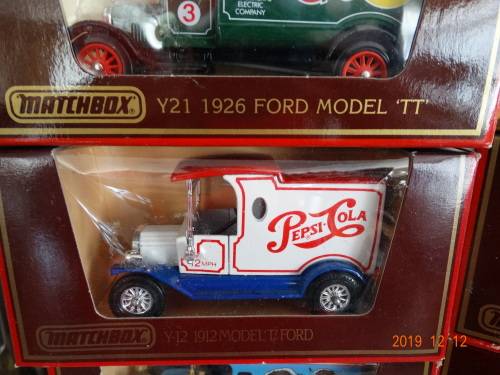 3
ELECTRIC
COMPANY
MATCHBOX Y21 1926 FORD MODEL 'TT'
PEPSI-COLA
12 MPH
MATCHBOX Y-12 1912 MODEL 'T' FORD
2019 12 12